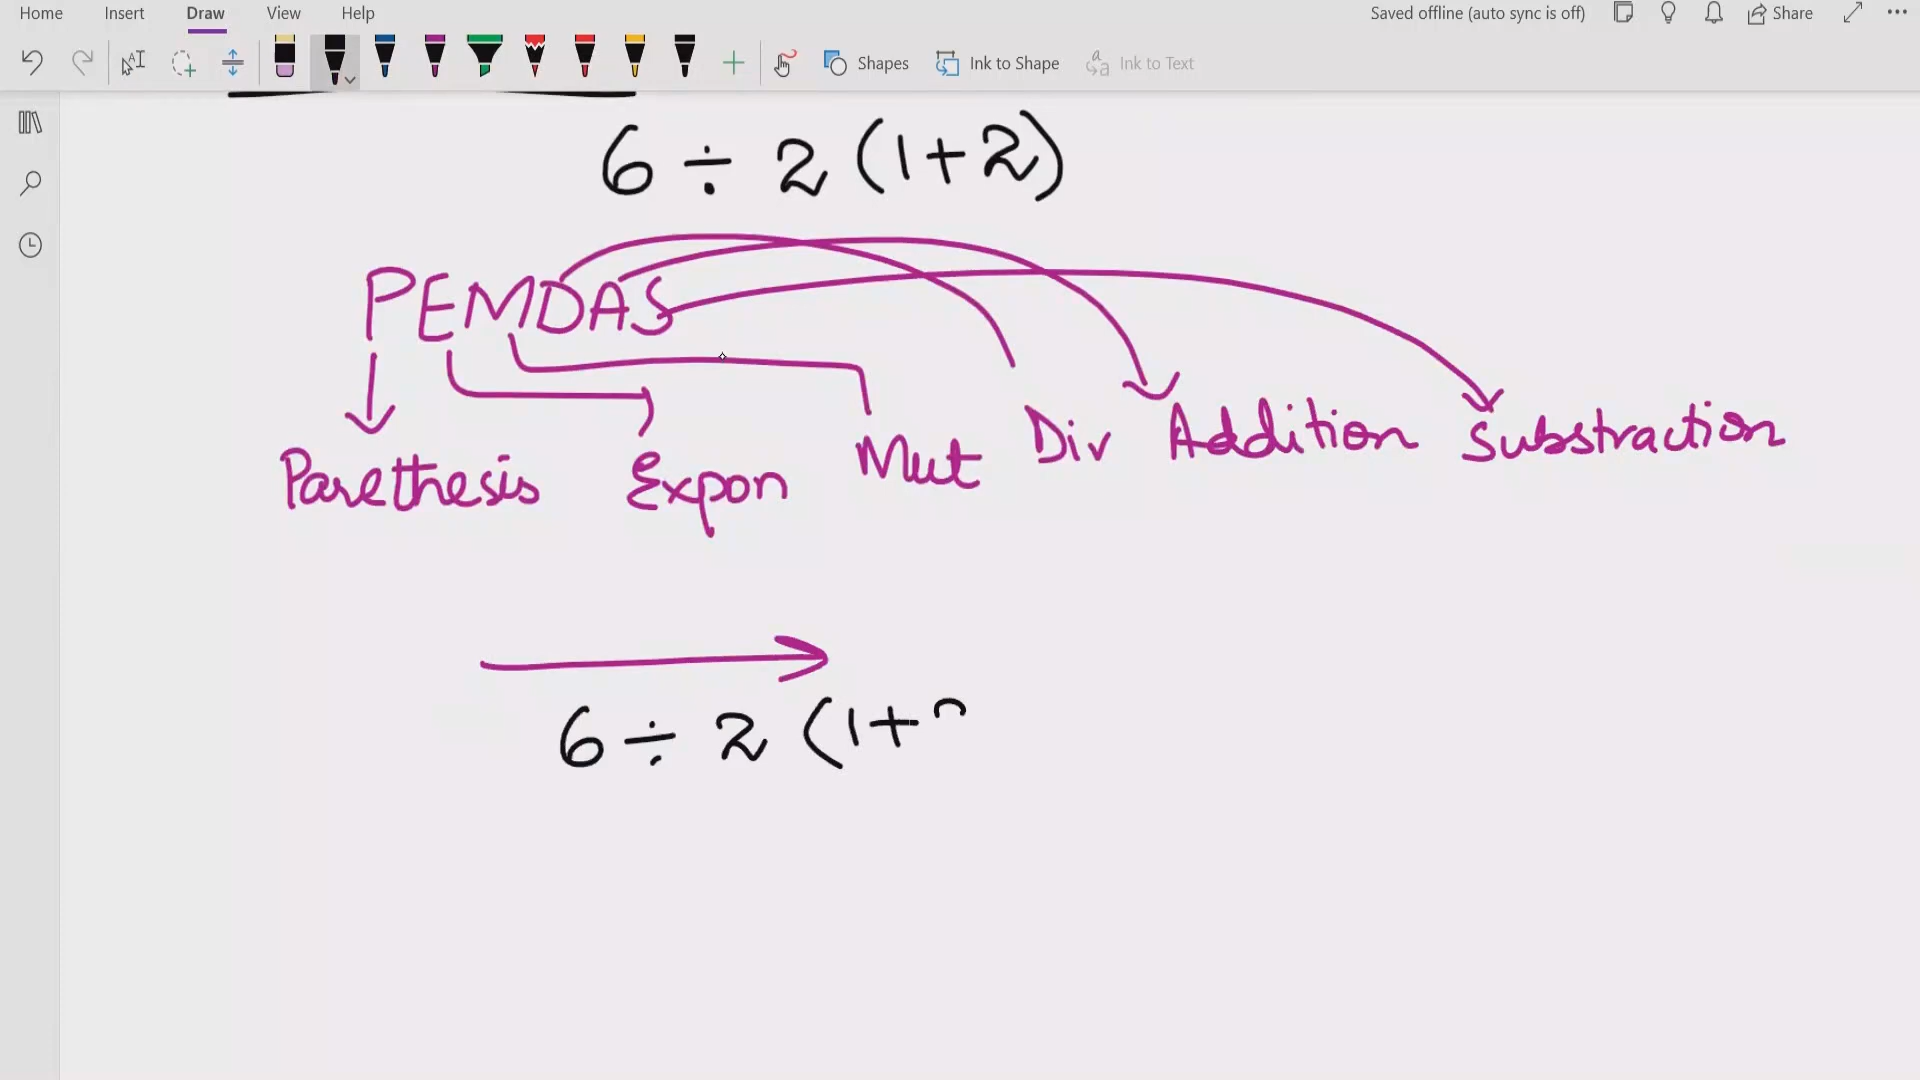 Home Insert Draw View Help Saved offline (auto sync is off) Share
Shapes Ink to Shape Ink to Text
6 ÷ 2 (1+2)
PEMDAS
Parethesis Expon Mut Div Addition Substraction
6 ÷ 2 (1+